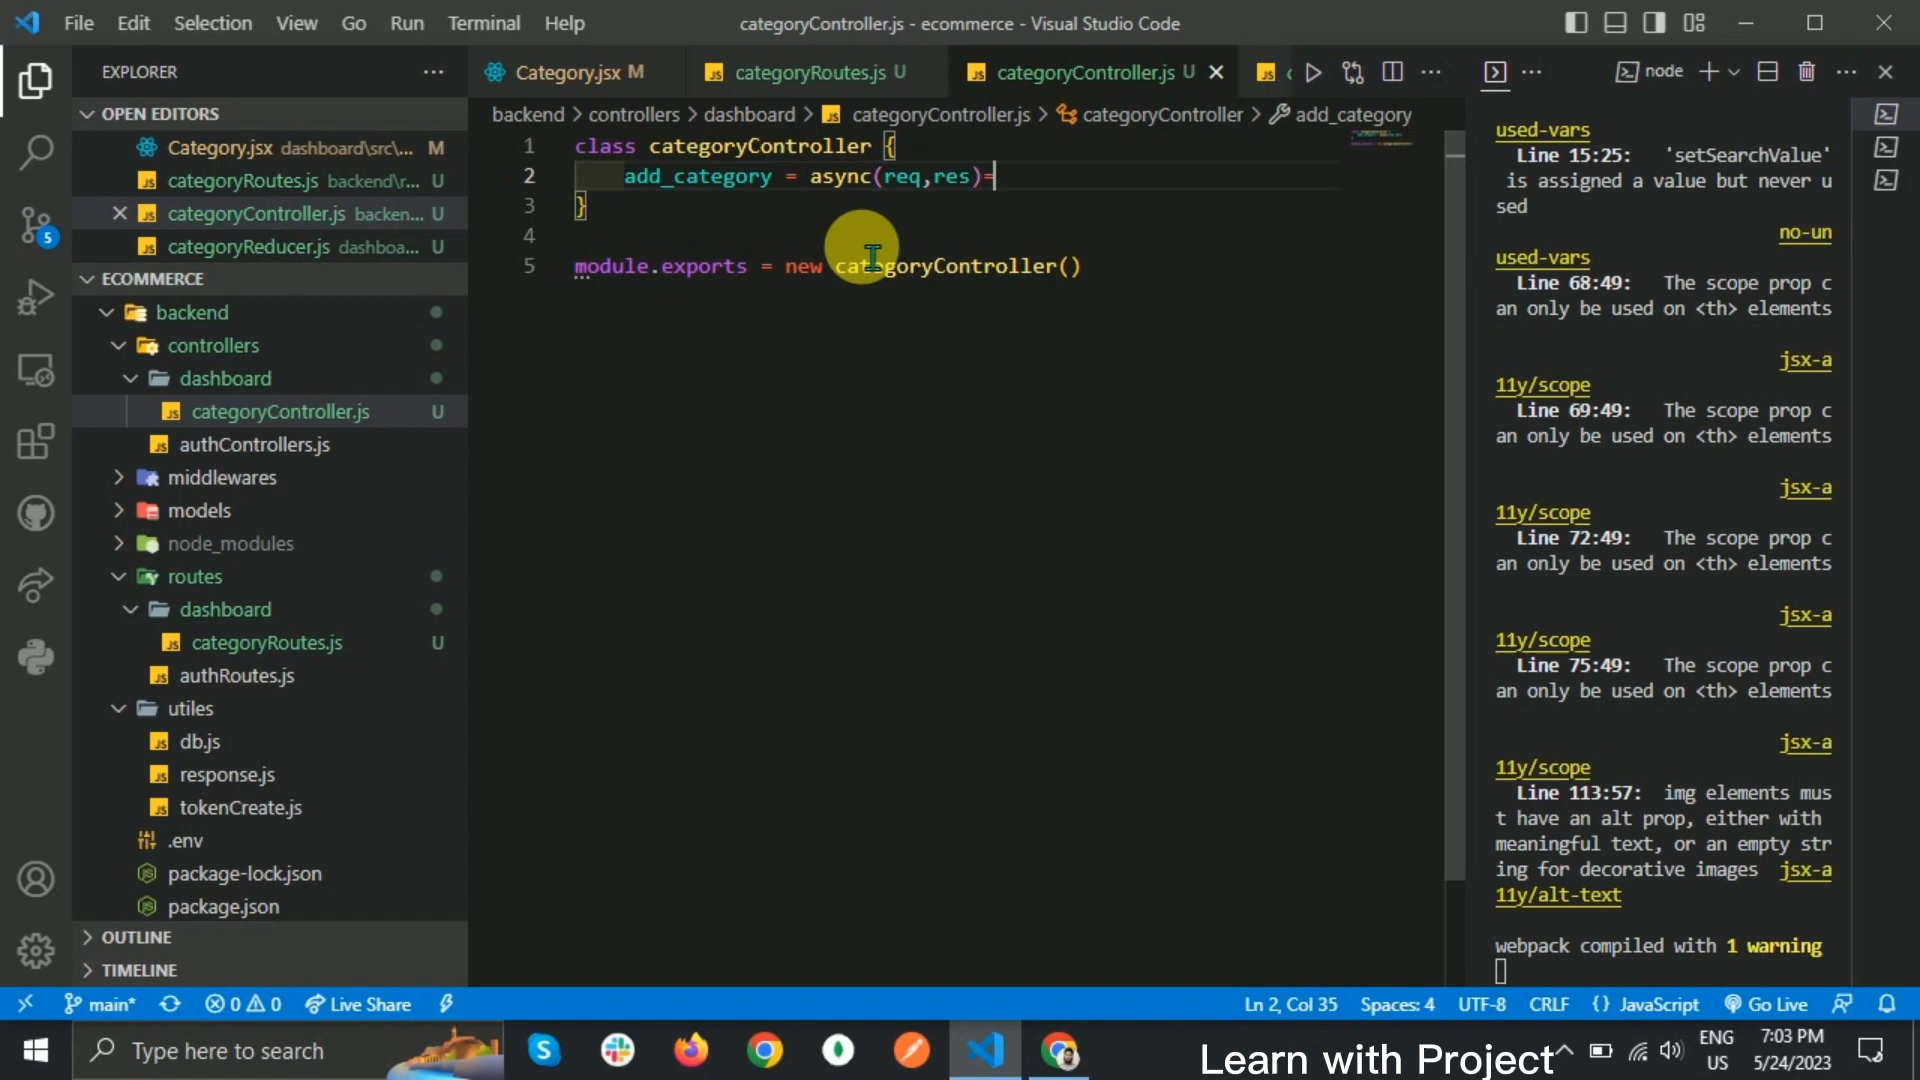 File Edit Selection View Go Run Terminal Help categoryController.js - ecommerce - Visual Studio Code
EXPLORER
OPEN EDITORS
Category.jsx dashboard\src\... M
categoryRoutes.js backend\r... U
categoryController.js backen... U
categoryReducer.js dashboa... U
ECOMMERCE
backend
controllers
dashboard
categoryController.js U
authControllers.js
middlewares
models
node_modules
routes
dashboard
categoryRoutes.js U
authRoutes.js
utiles
db.js
response.js
tokenCreate.js
.env
package-lock.json
package.json
OUTLINE
TIMELINE
5
Category.jsx M categoryRoutes.js U categoryController.js U
backend > controllers > dashboard > categoryController.js > categoryController > add_category
1 class categoryController {
2 add_category = async(req,res)=
3 }
4
5 module.exports = new categoryController()
node
used-vars
Line 15:25: 'setSearchValue'
is assigned a value but never u
sed
no-un
used-vars
Line 68:49: The scope prop c
an only be used on <th> elements
jsx-a
11y/scope
Line 69:49: The scope prop c
an only be used on <th> elements
jsx-a
11y/scope
Line 72:49: The scope prop c
an only be used on <th> elements
jsx-a
11y/scope
Line 75:49: The scope prop c
an only be used on <th> elements
jsx-a
11y/scope
Line 113:57: img elements mus
t have an alt prop, either with
meaningful text, or an empty str
ing for decorative images jsx-a
11y/alt-text
webpack compiled with 1 warning
main* 0 0 Live Share Ln 2, Col 35 Spaces: 4 UTF-8 CRLF {} JavaScript Go Live
Type here to search
Learn with Project
ENG
US
7:03 PM
5/24/2023